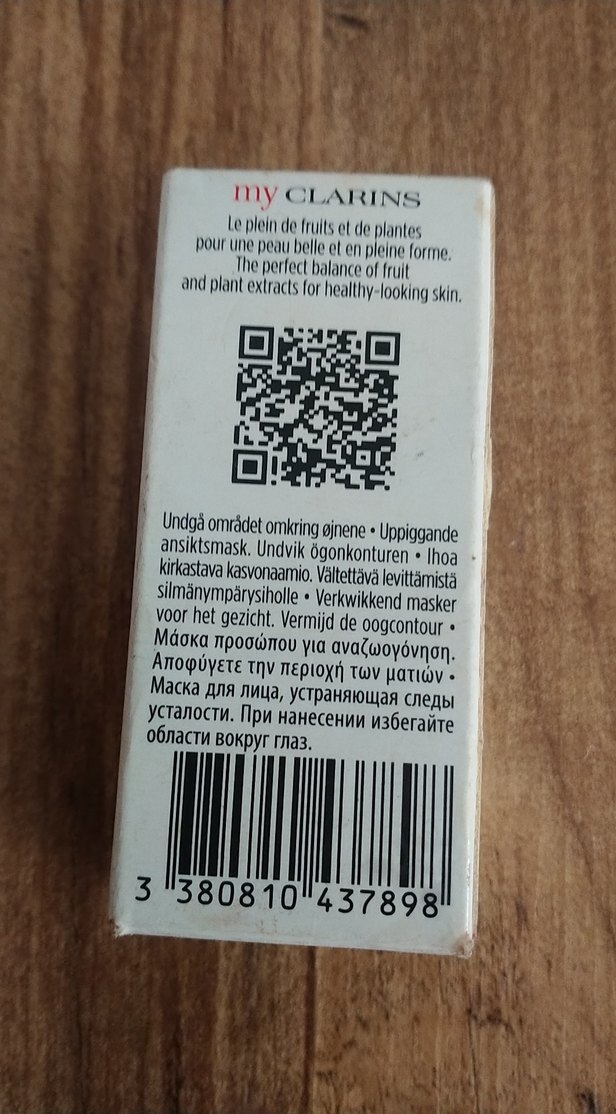 my CLARINS
Le plein de fruits et de plantes
pour une peau belle et en pleine forme.
The perfect balance of fruit
and plant extracts for healthy-looking skin.
Undgå området omkring øjnene • Uppiggande
ansiktsmask. Undvik ögonkonturen • Ihoa
kirkastava kasvonaamio. Vältettävä levittämistä
silmänympärysiholle • Verkwikkend masker
voor het gezicht. Vermijd de oogcontour •
Μάσκα προσώπου για αναζωογόνηση.
Αποφύγετε την περιοχή των ματιών •
Маска для лица, устраняющая следы
усталости. При нанесении избегайте
области вокруг глаз.
3 380810 437898